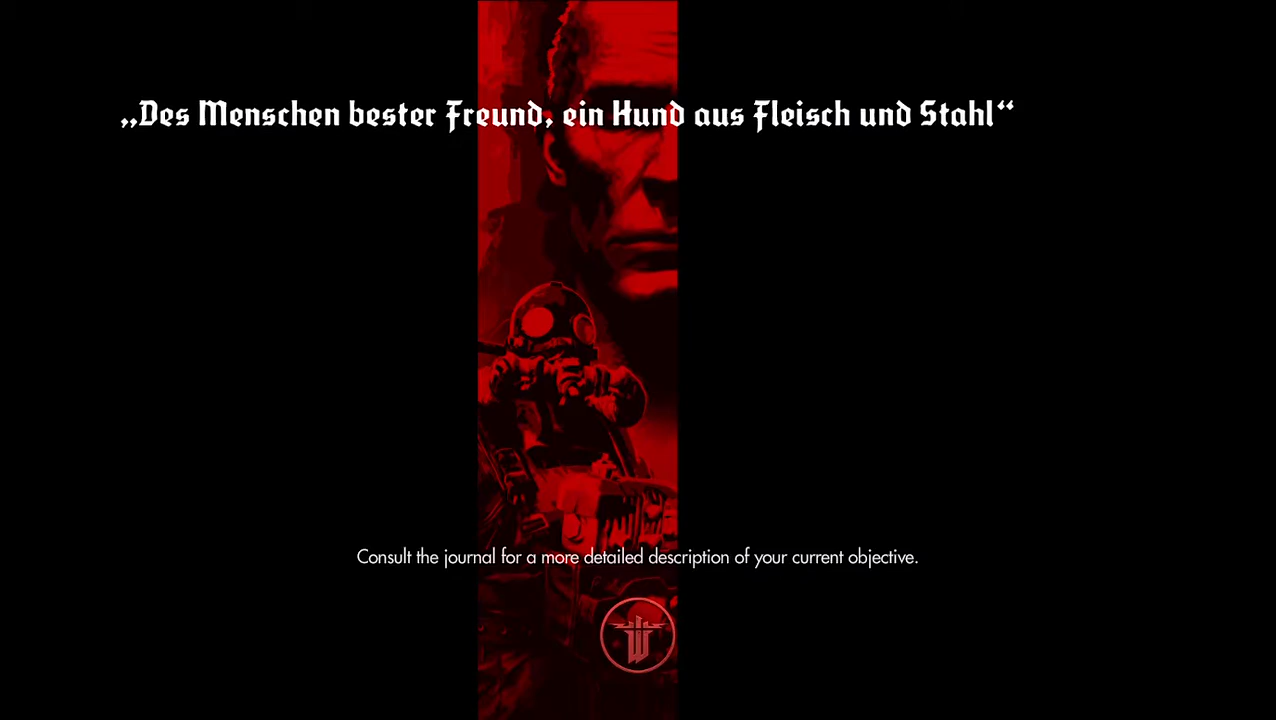 „Des Menschen bester Freund, ein Hund aus Fleisch und Stahl“
Consult the journal for a more detailed description of your current objective.